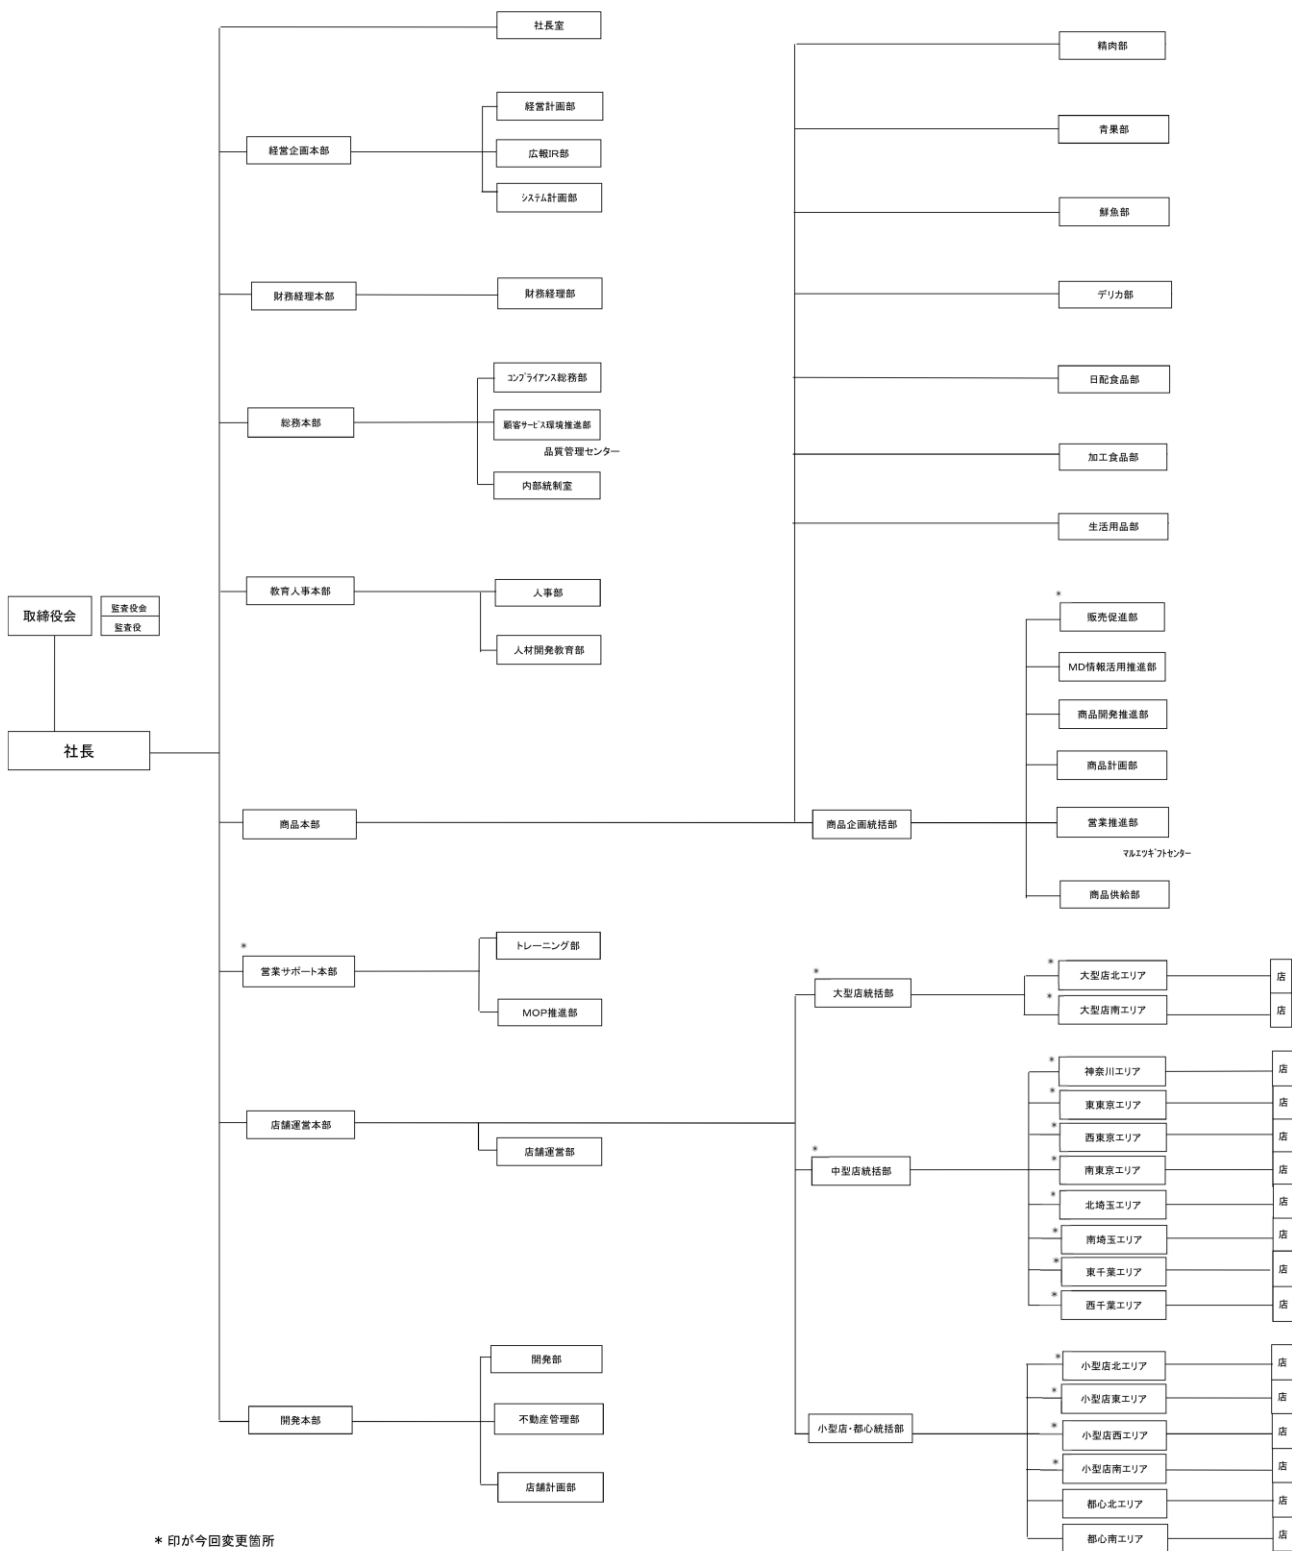 社長室
経営企画本部
経営計画部
広報IR部
システム計画部
財務経理本部
財務経理部
総務本部
コンプライアンス総務部
顧客サービス環境推進部
品質管理センター
内部統制室
教育人事本部
人事部
人材開発教育部
取締役会
監査役会
監査役
社長
商品本部
精肉部
青果部
鮮魚部
デリカ部
日配食品部
加工食品部
生活用品部
商品企画統括部
*
販売促進部
MD情報活用推進部
商品開発推進部
商品計画部
営業推進部
マルエツギフトセンター
商品供給部
*
営業サポート本部
トレーニング部
MOP推進部
店舗運営本部
店舗運営部
*
大型店統括部
*
大型店北エリア
店
*
大型店南エリア
店
*
中型店統括部
*
神奈川エリア
店
*
東東京エリア
店
*
西東京エリア
店
*
南東京エリア
店
*
北埼玉エリア
店
*
南埼玉エリア
店
*
東千葉エリア
店
*
西千葉エリア
店
小型店・都心統括部
*
小型店北エリア
店
*
小型店東エリア
店
*
小型店西エリア
店
*
小型店南エリア
店
都心北エリア
店
都心南エリア
店
開発本部
開発部
不動産管理部
店舗計画部
* 印が今回変更箇所